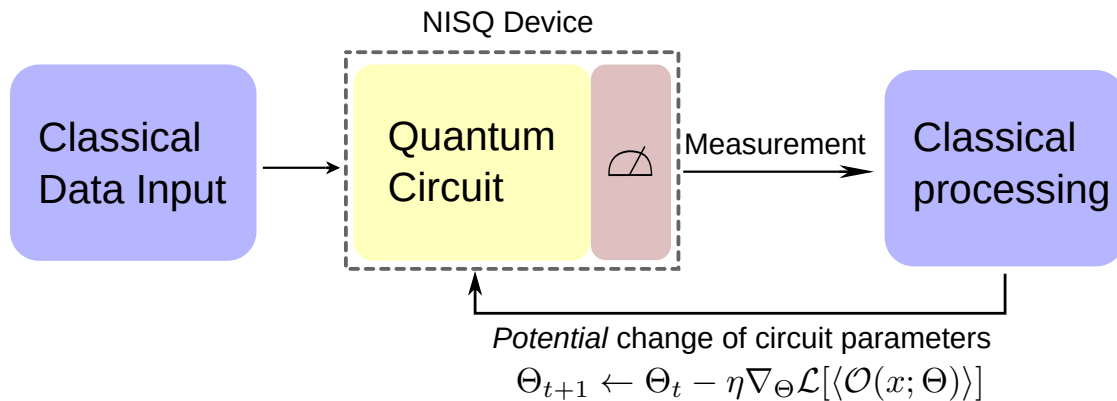 NISQ Device
Classical
Data Input
Quantum
Circuit
Measurement
Classical
processing
Potential change of circuit parameters
Θ_{t+1} ← Θ_t − η∇_Θ ℒ[⟨𝒪(x; Θ)⟩]